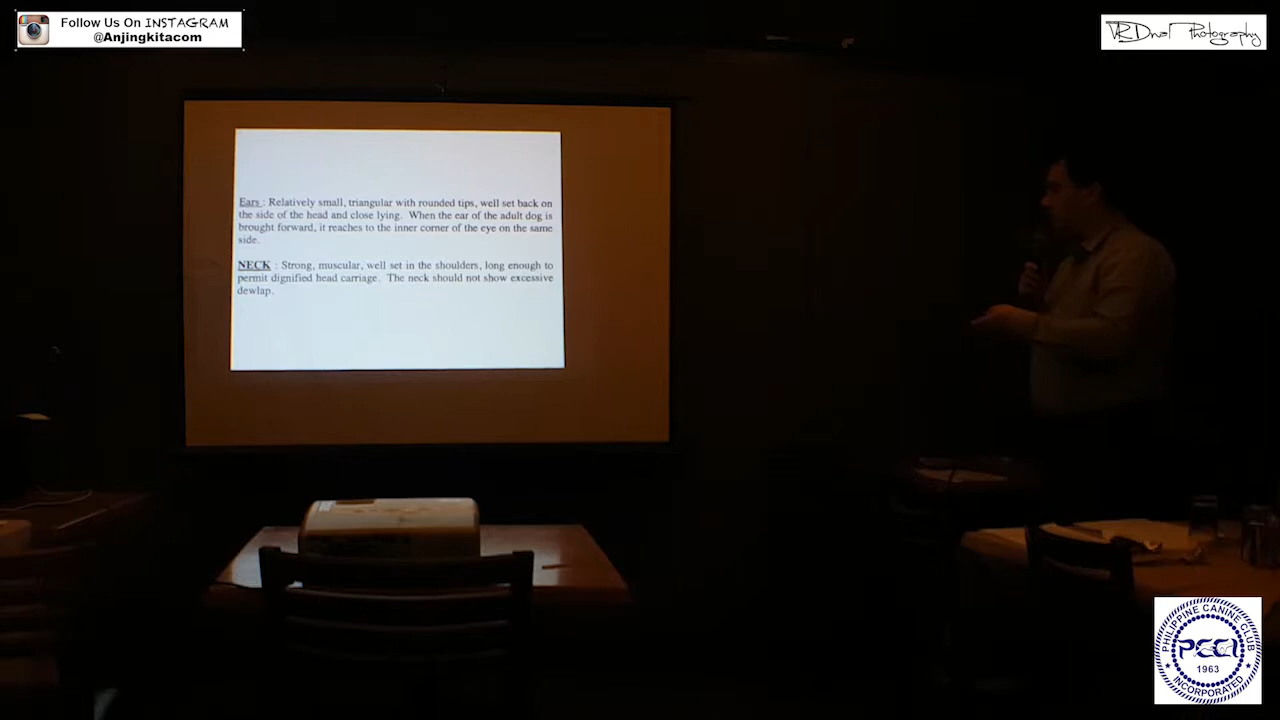 Follow Us On INSTAGRAM
@Anjingkitacom
VRDnal Photography
Ears : Relatively small, triangular with rounded tips, well set back on
the side of the head and close lying. When the ear of the adult dog is
brought forward, it reaches to the inner corner of the eye on the same
side.
NECK : Strong, muscular, well set in the shoulders, long enough to
permit dignified head carriage. The neck should not show excessive
dewlap.
PHILIPPINE CANINE CLUB
PCCI
1963
INCORPORATED